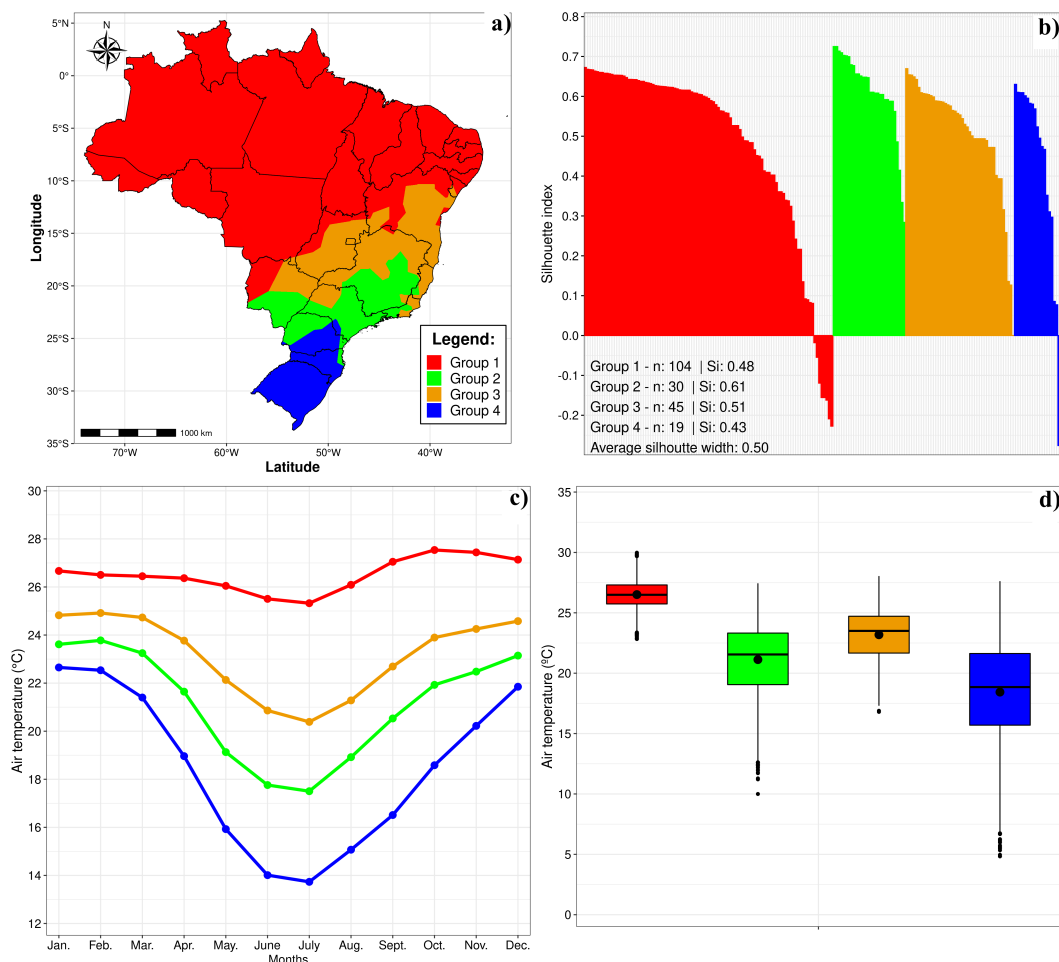 a)
N
5°N
0°
5°S
10°S
15°S
20°S
25°S
30°S
35°S
Longitude
Legend:
Group 1
Group 2
Group 3
Group 4
1000 km
70°W
60°W
50°W
40°W
Latitude
b)
0.8
0.7
0.6
0.5
0.4
0.3
0.2
0.1
0.0
-0.1
-0.2
Silhouette index
Group 1 - n: 104 | Si: 0.48
Group 2 - n: 30 | Si: 0.61
Group 3 - n: 45 | Si: 0.51
Group 4 - n: 19 | Si: 0.43
Average silhoutte width: 0.50
c)
30
28
26
24
22
20
18
16
14
12
Air temperature (°C)
Jan. Feb. Mar. Apr. May. June July Aug. Sept. Oct. Nov. Dec.
Months
d)
35
30
25
20
15
10
5
0
Air temperature (ºC)